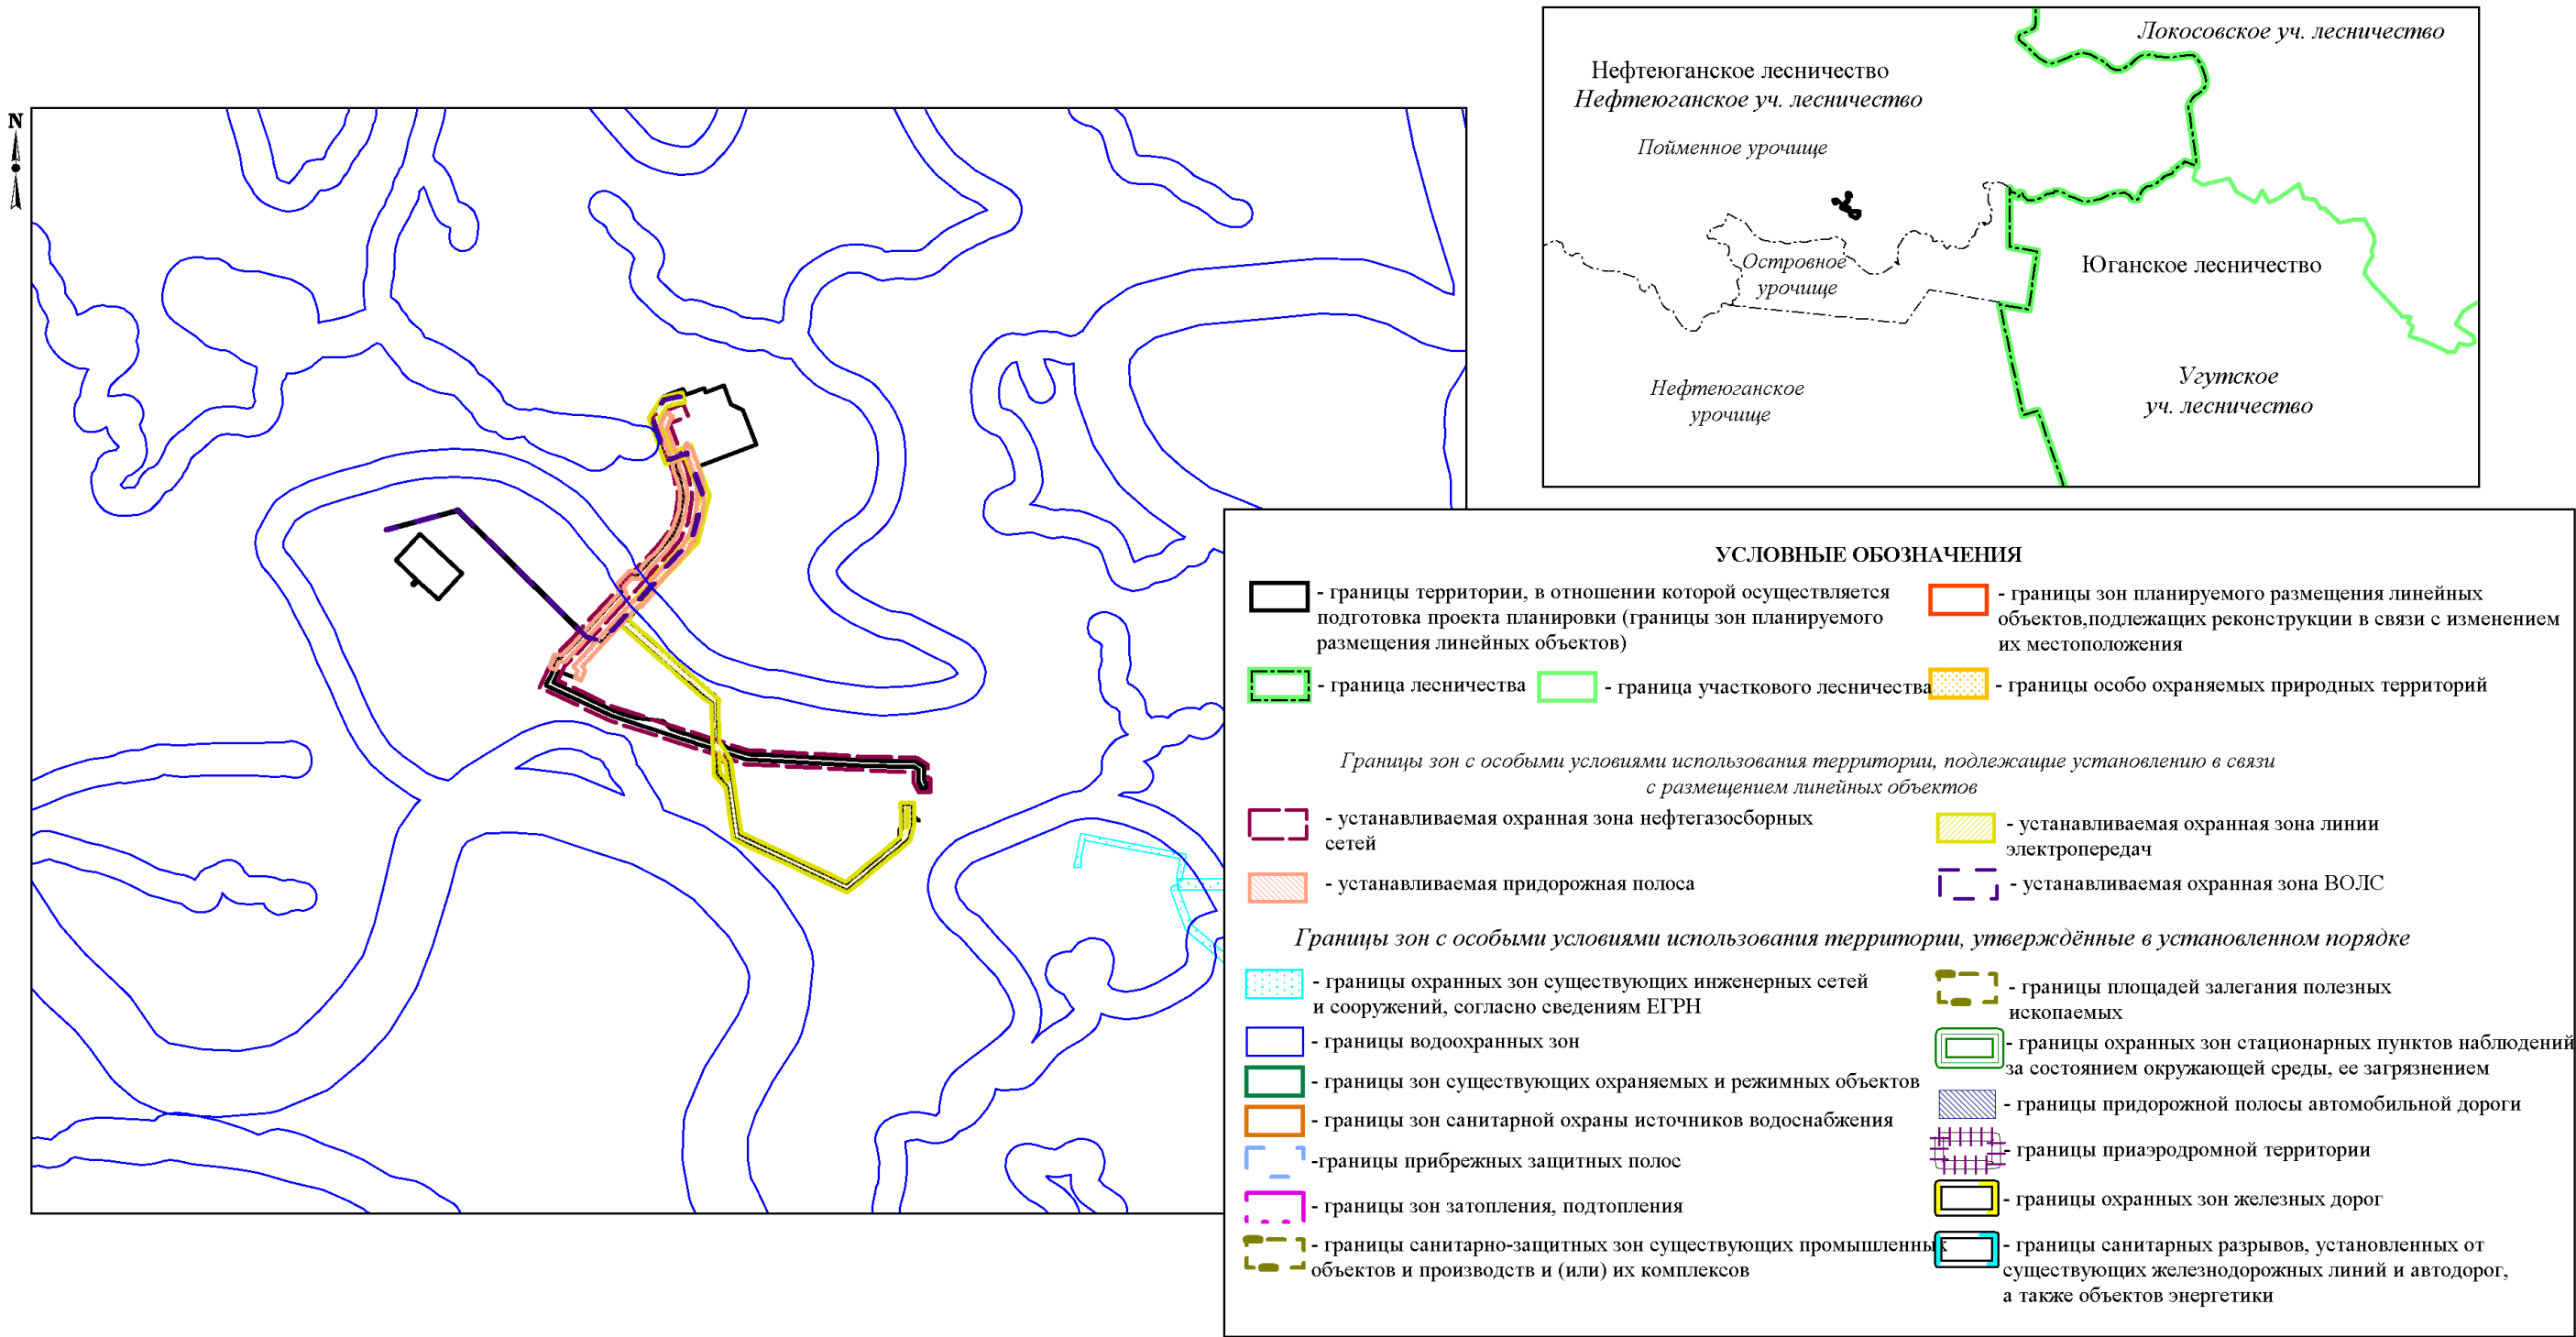 N
Локосовское уч. лесничество
Нефтеюганское лесничество
Нефтеюганское уч. лесничество
Пойменное урочище
Островное
урочище
Юганское лесничество
Нефтеюганское
урочище
Угутское
уч. лесничество
УСЛОВНЫЕ ОБОЗНАЧЕНИЯ
- границы территории, в отношении которой осуществляется
подготовка проекта планировки (границы зон планируемого
размещения линейных объектов)
- границы зон планируемого размещения линейных
объектов,подлежащих реконструкции в связи с изменением
их местоположения
- граница лесничества
- граница участкового лесничества
- границы особо охраняемых природных территорий
Границы зон с особыми условиями использования территории, подлежащие установлению в связи
с размещением линейных объектов
- устанавливаемая охранная зона нефтегазосборных
сетей
- устанавливаемая охранная зона линии
электропередач
- устанавливаемая придорожная полоса
- устанавливаемая охранная зона ВОЛС
Границы зон с особыми условиями использования территории, утверждённые в установленном порядке
- границы охранных зон существующих инженерных сетей
и сооружений, согласно сведениям ЕГРН
- границы площадей залегания полезных
ископаемых
- границы водоохранных зон
- границы охранных зон стационарных пунктов наблюдений
за состоянием окружающей среды, ее загрязнением
- границы зон существующих охраняемых и режимных объектов
- границы придорожной полосы автомобильной дороги
- границы зон санитарной охраны источников водоснабжения
- границы приаэродромной территории
-границы прибрежных защитных полос
- границы охранных зон железных дорог
- границы зон затопления, подтопления
- границы санитарно-защитных зон существующих промышленных
объектов и производств и (или) их комплексов
- границы санитарных разрывов, установленных от
существующих железнодорожных линий и автодорог,
а также объектов энергетики